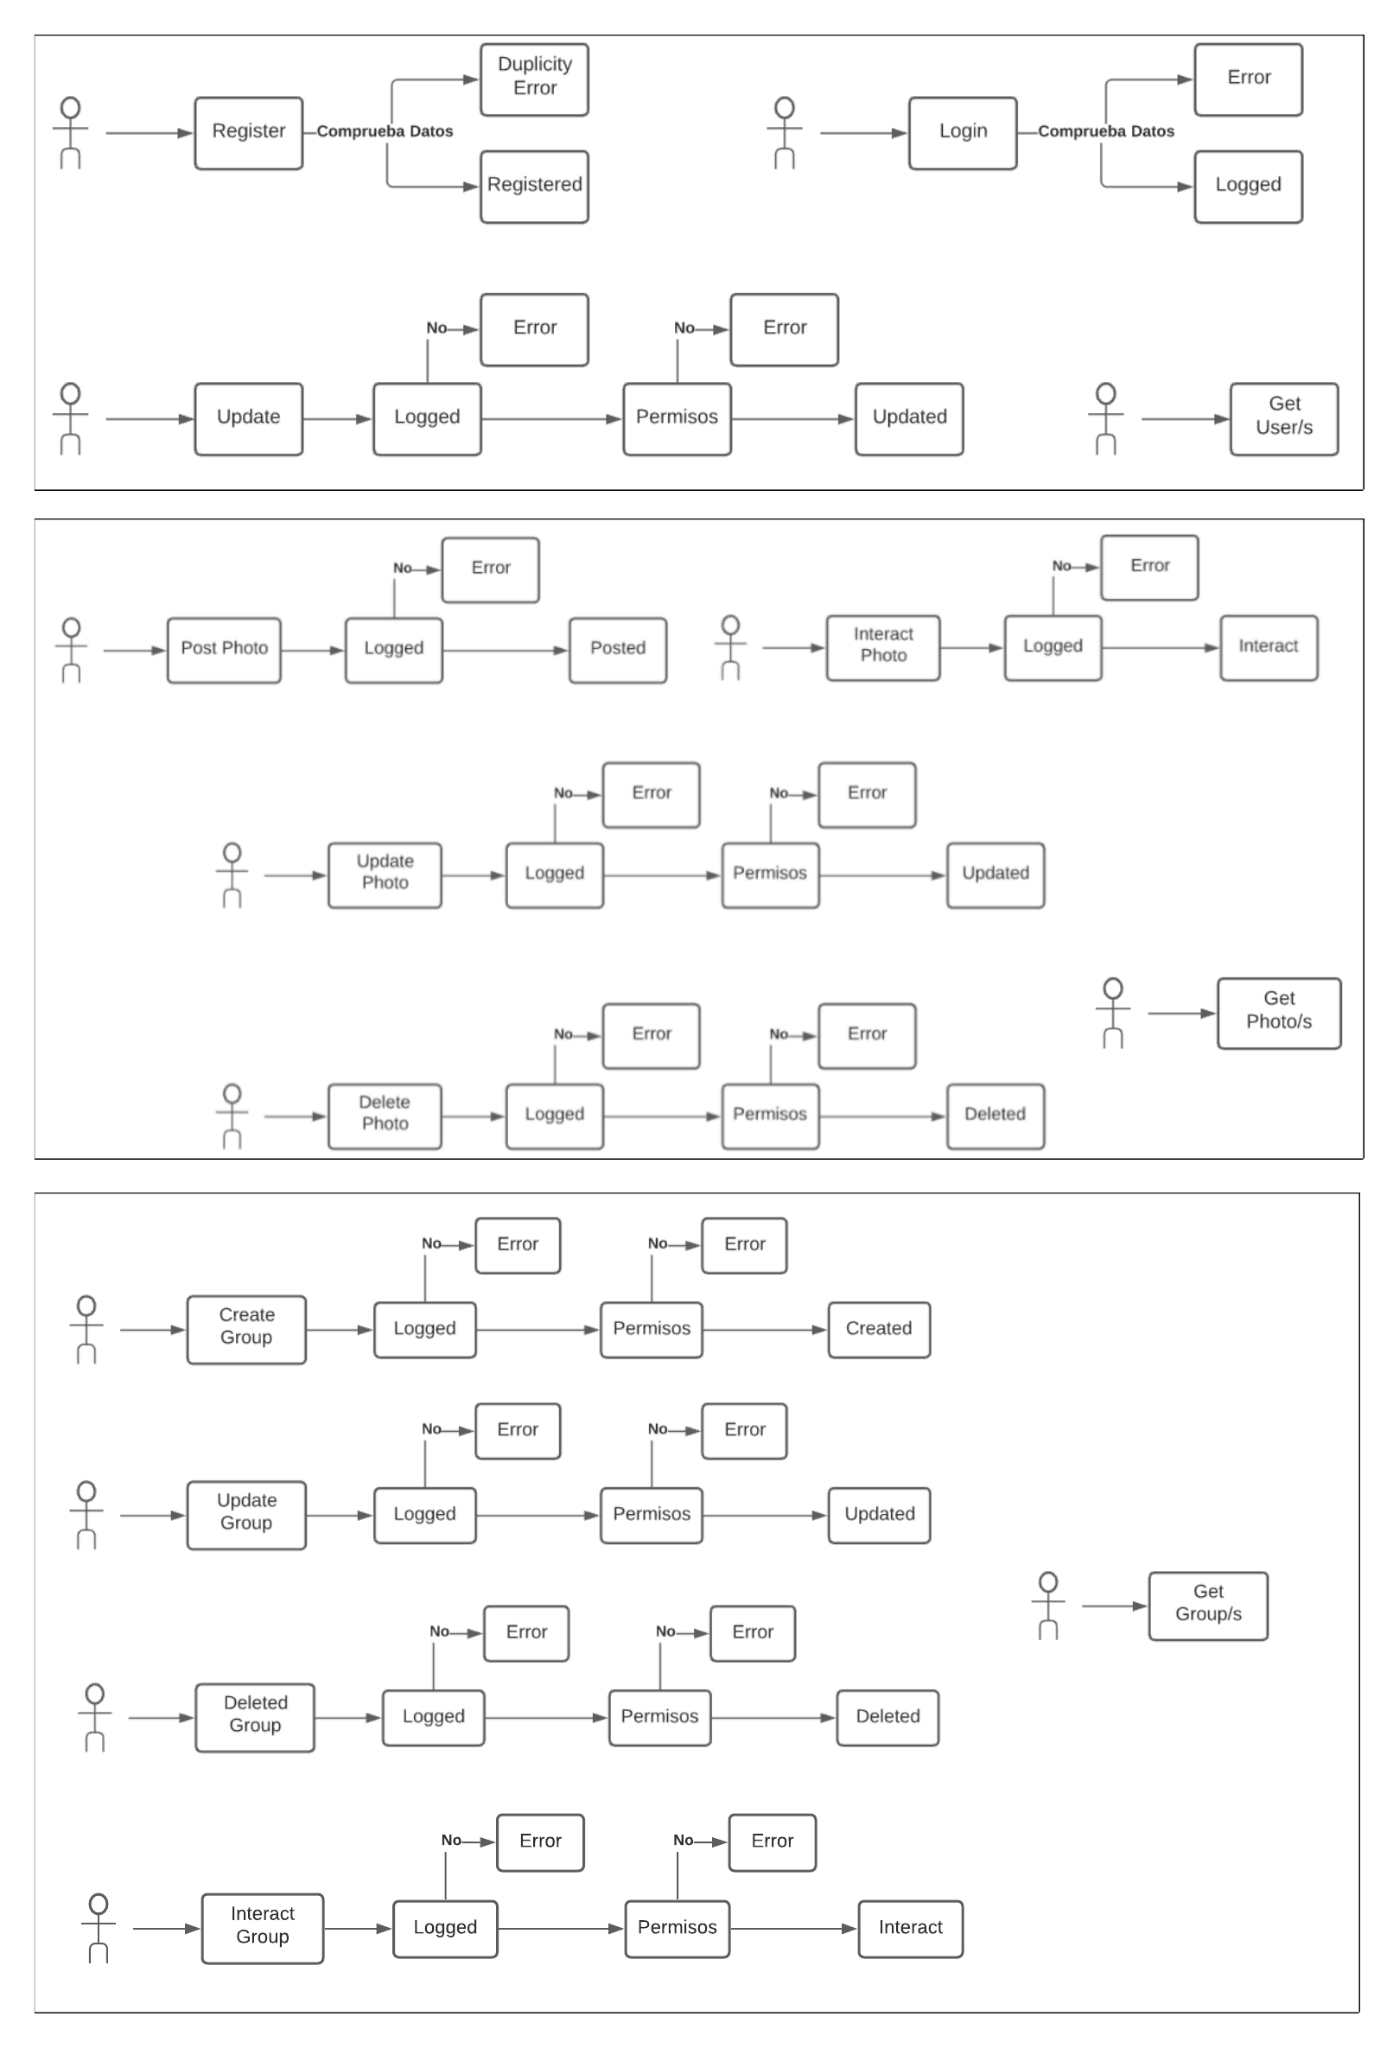 Duplicity
Error
Register
Comprueba Datos
Registered
Error
Login
Comprueba Datos
Logged
No
Error
No
Error
Update
Logged
Permisos
Updated
Get
User/s
No
Error
Post Photo
Logged
Posted
No
Error
Interact
Photo
Logged
Interact
No
Error
No
Error
Update
Photo
Logged
Permisos
Updated
Get
Photo/s
No
Error
No
Error
Delete
Photo
Logged
Permisos
Deleted
No
Error
No
Error
Create
Group
Logged
Permisos
Created
No
Error
No
Error
Update
Group
Logged
Permisos
Updated
Get
Group/s
No
Error
No
Error
Deleted
Group
Logged
Permisos
Deleted
No
Error
No
Error
Interact
Group
Logged
Permisos
Interact